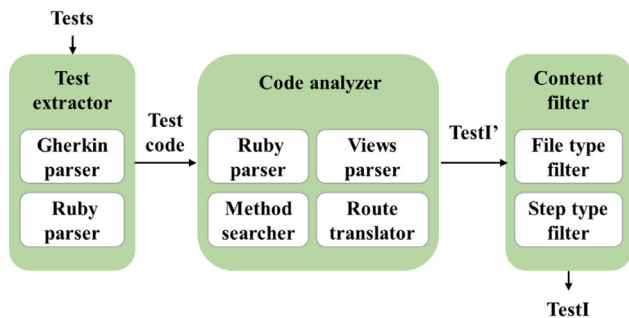 Tests
Test
extractor
Gherkin
parser
Ruby
parser
Test
code
Code analyzer
Ruby
parser
Views
parser
Method
searcher
Route
translator
TestI’
Content
filter
File type
filter
Step type
filter
TestI